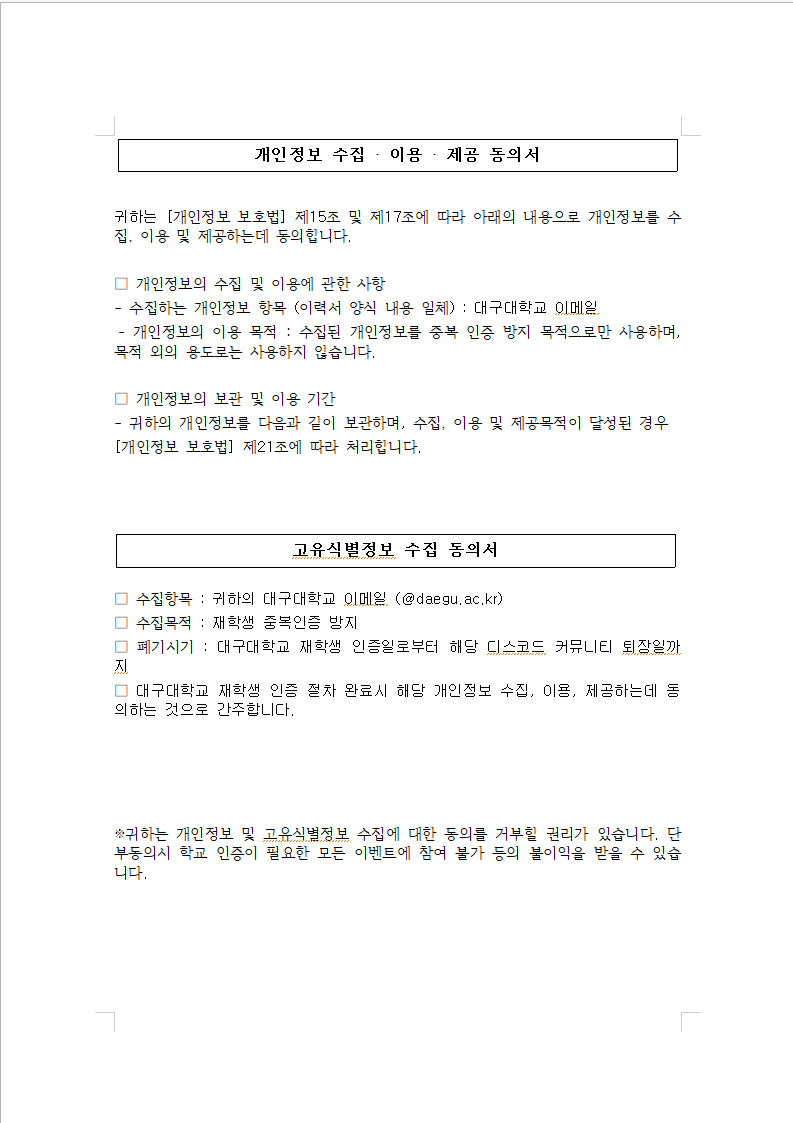 개인정보 수집 · 이용 · 제공 동의서
귀하는 [개인정보 보호법] 제15조 및 제17조에 따라 아래의 내용으로 개인정보를 수
집, 이용 및 제공하는데 동의합니다.
□ 개인정보의 수집 및 이용에 관한 사항
- 수집하는 개인정보 항목 (이력서 양식 내용 일체) : 대구대학교 이메일
- 개인정보의 이용 목적 : 수집된 개인정보를 중복 인증 방지 목적으로만 사용하며,
목적 외의 용도로는 사용하지 않습니다.
□ 개인정보의 보관 및 이용 기간
- 귀하의 개인정보를 다음과 같이 보관하며, 수집, 이용 및 제공목적이 달성된 경우
[개인정보 보호법] 제21조에 따라 처리합니다.
고유식별정보 수집 동의서
□ 수집항목 : 귀하의 대구대학교 이메일 (@daegu.ac.kr)
□ 수집목적 : 재학생 중복인증 방지
□ 폐기시기 : 대구대학교 재학생 인증일로부터 해당 디스코드 커뮤니티 퇴장일까
지
□ 대구대학교 재학생 인증 절차 완료시 해당 개인정보 수집, 이용, 제공하는데 동
의하는 것으로 간주합니다.
※귀하는 개인정보 및 고유식별정보 수집에 대한 동의를 거부할 권리가 있습니다. 단
부동의시 학교 인증이 필요한 모든 이벤트에 참여 불가 등의 불이익을 받을 수 있습
니다.